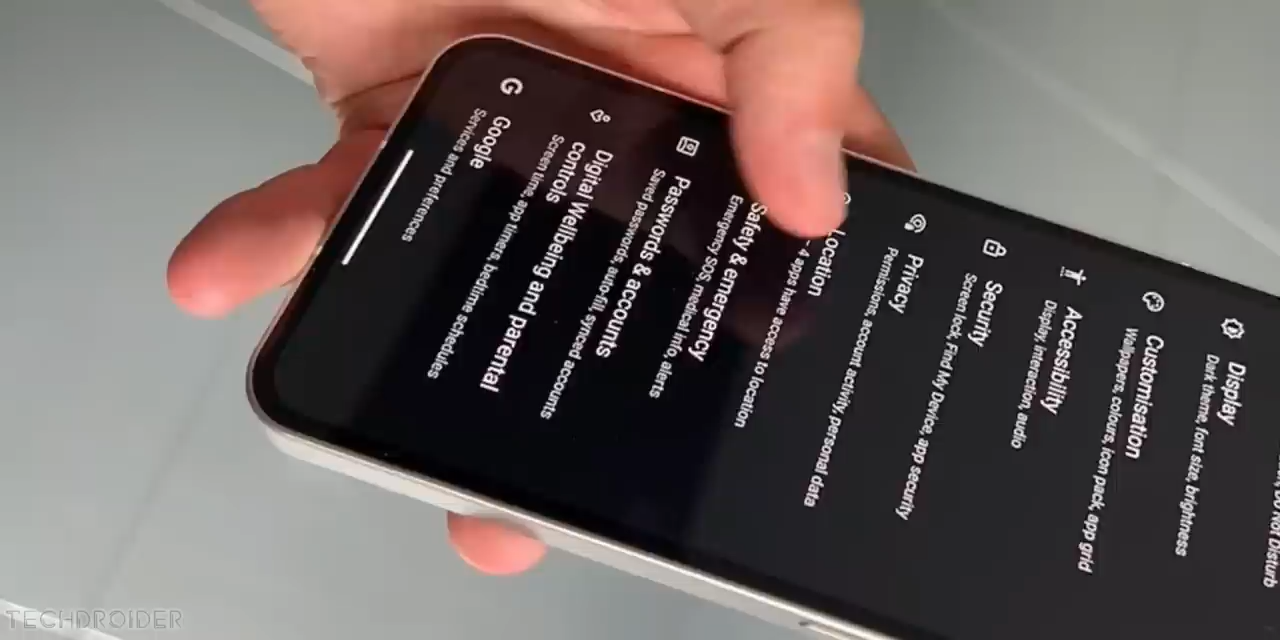 Do Not Disturb
Display
Dark theme, font size, brightness
Customisation
Wallpapers, colours, icon pack, app grid
Accessibility
Display, interaction, audio
Security
Screen lock, Find My Device, app security
Privacy
Permissions, account activity, personal data
Location
- 4 apps have access to location
Safety & emergency
Emergency SOS, medical info, alerts
Passwords & accounts
Saved passwords, auto-fill, synced accounts
Digital Wellbeing and parental
controls
Screen time, app timers, bedtime schedules
Google
Services and preferences
TECHDROIDER